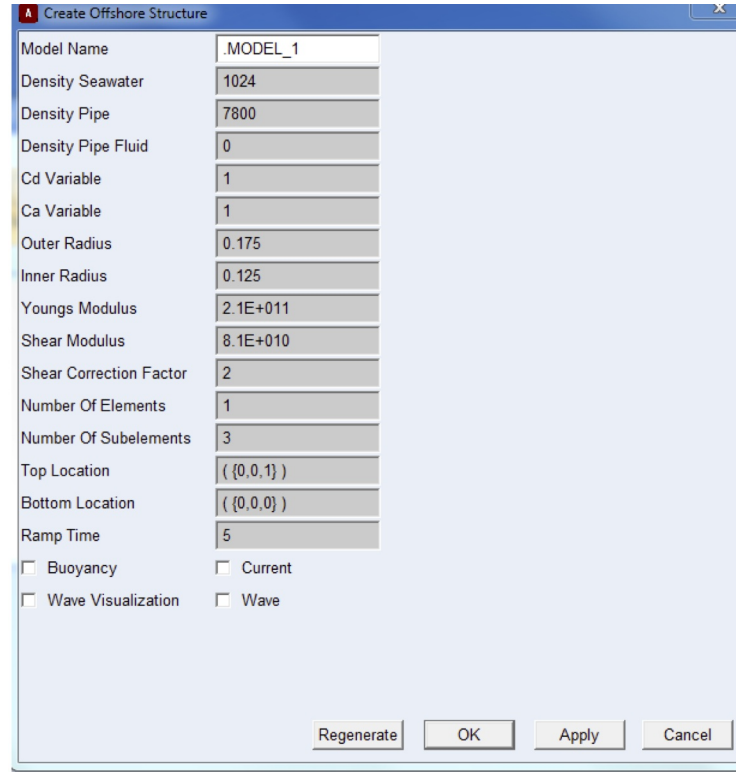 A Create Offshore Structure x
Model Name .MODEL_1
Density Seawater 1024
Density Pipe 7800
Density Pipe Fluid 0
Cd Variable 1
Ca Variable 1
Outer Radius 0.175
Inner Radius 0.125
Youngs Modulus 2.1E+011
Shear Modulus 8.1E+010
Shear Correction Factor 2
Number Of Elements 1
Number Of Subelements 3
Top Location ( {0,0,1} )
Bottom Location ( {0,0,0} )
Ramp Time 5
Buoyancy Current
Wave Visualization Wave
Regenerate OK Apply Cancel